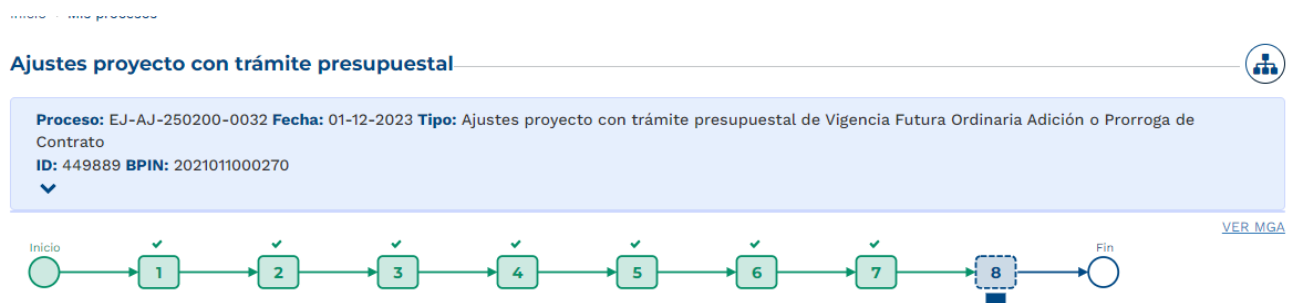 Ajustes proyecto con trámite presupuestal
Proceso: EJ-AJ-250200-0032 Fecha: 01-12-2023 Tipo: Ajustes proyecto con trámite presupuestal de Vigencia Futura Ordinaria Adición o Prorroga de
Contrato
ID: 449889 BPIN: 2021011000270
VER MGA
Inicio
Fin
1 2 3 4 5 6 7 8